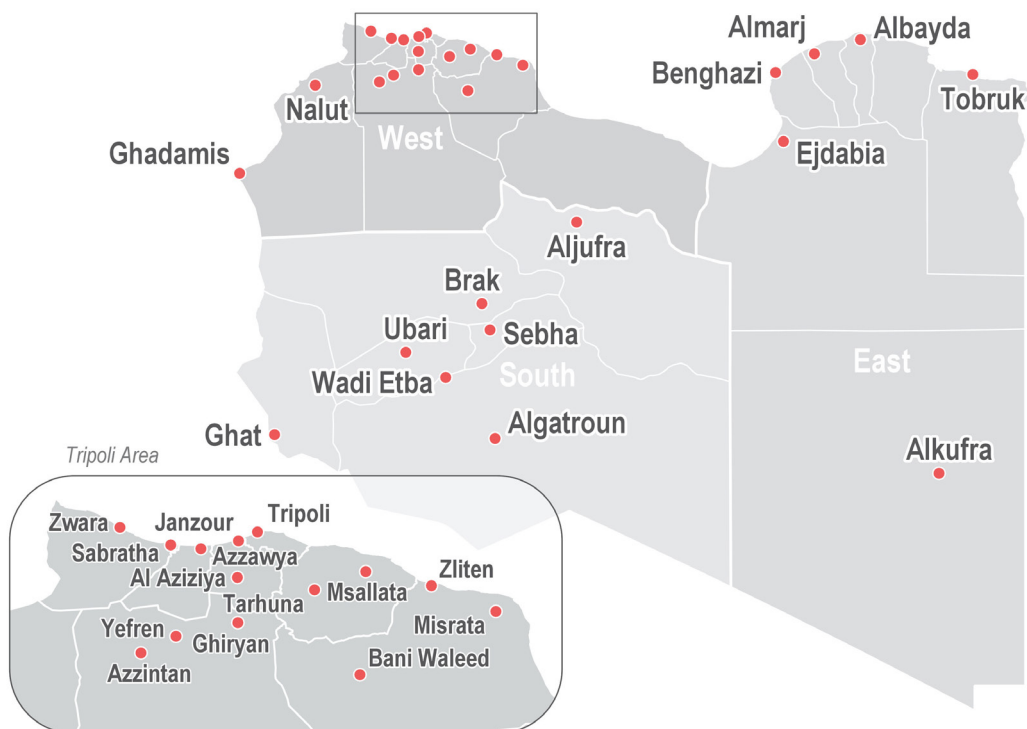 Almarj
Albayda
Benghazi
Tobruk
Nalut
West
Ghadamis
Ejdabia
Aljufra
Brak
Ubari
Sebha
East
Wadi Etba
South
Algatroun
Ghat
Alkufra
Tripoli Area
Zwara
Janzour
Tripoli
Sabratha
Azzawya
Al Aziziya
Zliten
Msallata
Tarhuna
Misrata
Yefren
Ghiryan
Bani Waleed
Azzintan